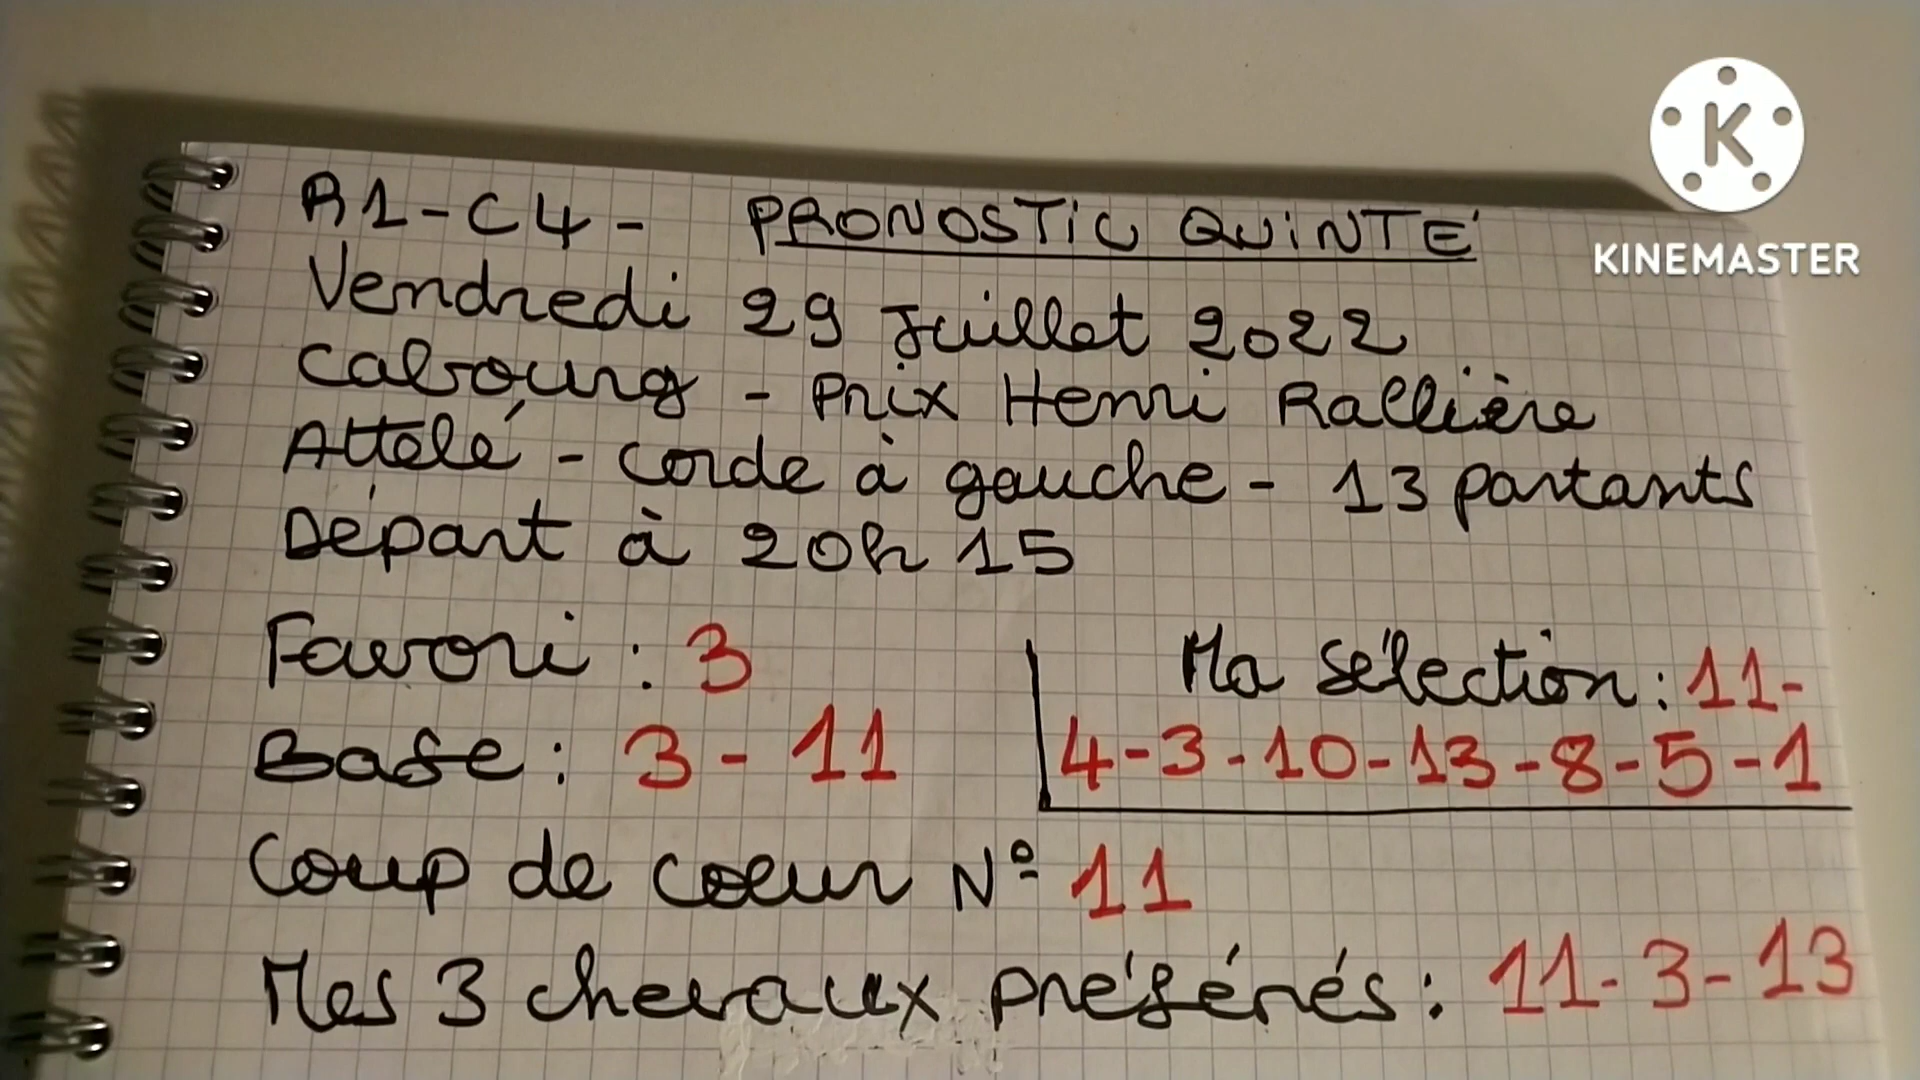 R1-C4- PRONOSTIC QUINTÉ
Vendredi 29 Juillet 2022
Cabourg - Prix Henri Rallière
Attelé - Corde à gauche - 13 partants
Départ à 20h15
Favori : 3
Base : 3 - 11
Ma sélection : 11-
4-3-10-13-8-5-1
Coup de coeur N° 11
Mes 3 chevaux préférés : 11-3-13
K
KINEMASTER